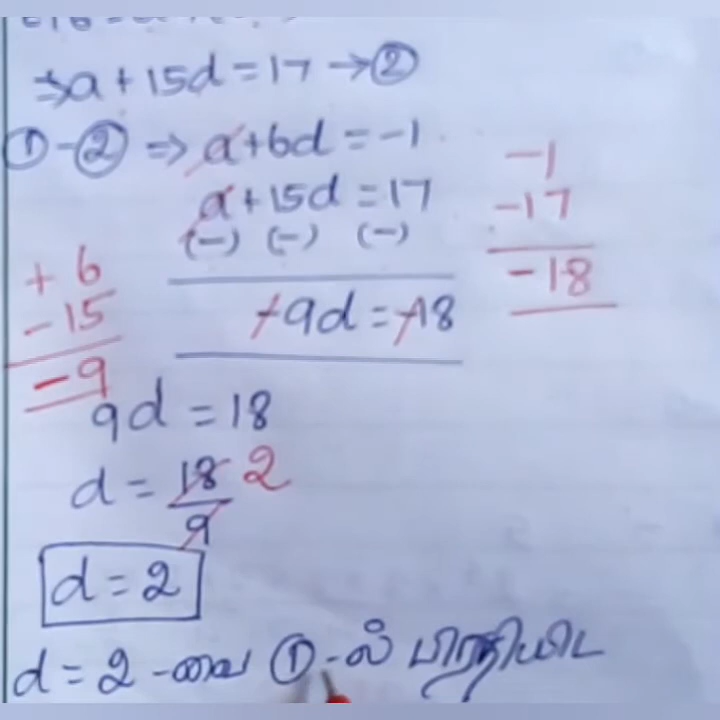 ⇒a + 15d = 17 → ②
① - ② ⇒ a + 6d = -1
a + 15d = 17
(-) (-) (-)
-9d = -18
-1
-17
-18
+ 6
- 15
- 9
9d = 18
d = 18/9 2
d = 2
d = 2 -வை ①-ல் பிரதியிட